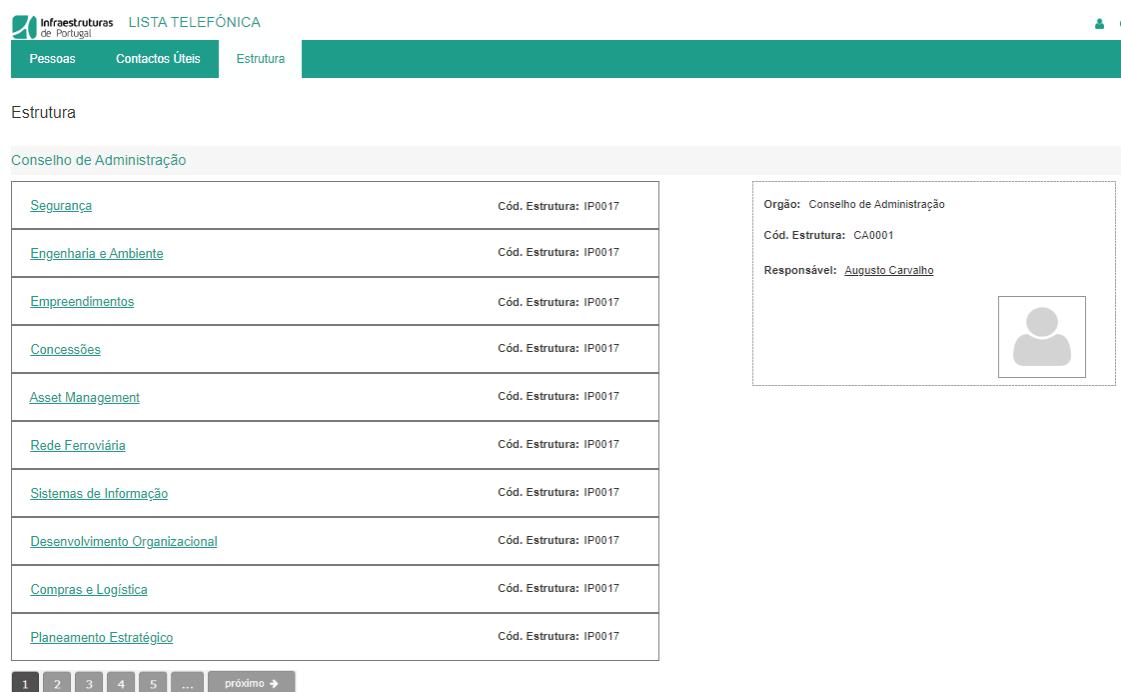 Infraestruturas
de Portugal
LISTA TELEFÓNICA
Pessoas Contactos Úteis Estrutura
Estrutura
Conselho de Administração
Segurança Cód. Estrutura: IP0017
Engenharia e Ambiente Cód. Estrutura: IP0017
Empreendimentos Cód. Estrutura: IP0017
Concessões Cód. Estrutura: IP0017
Asset Management Cód. Estrutura: IP0017
Rede Ferroviária Cód. Estrutura: IP0017
Sistemas de Informação Cód. Estrutura: IP0017
Desenvolvimento Organizacional Cód. Estrutura: IP0017
Compras e Logística Cód. Estrutura: IP0017
Planeamento Estratégico Cód. Estrutura: IP0017
1 2 3 4 5 ... próximo →
Orgão: Conselho de Administração
Cód. Estrutura: CA0001
Responsável: Augusto Carvalho